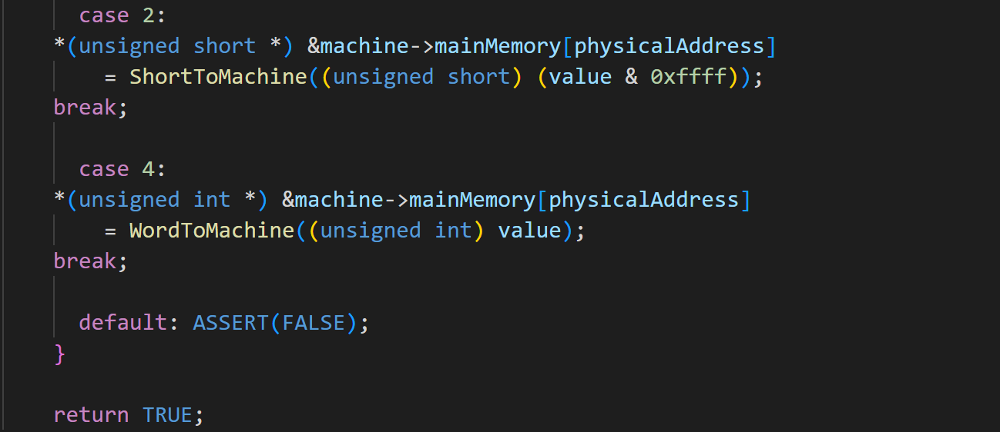 case 2:
*(unsigned short *) &machine->mainMemory[physicalAddress]
= ShortToMachine((unsigned short) (value & 0xffff));
break;
case 4:
*(unsigned int *) &machine->mainMemory[physicalAddress]
= WordToMachine((unsigned int) value);
break;
default: ASSERT(FALSE);
}
return TRUE;